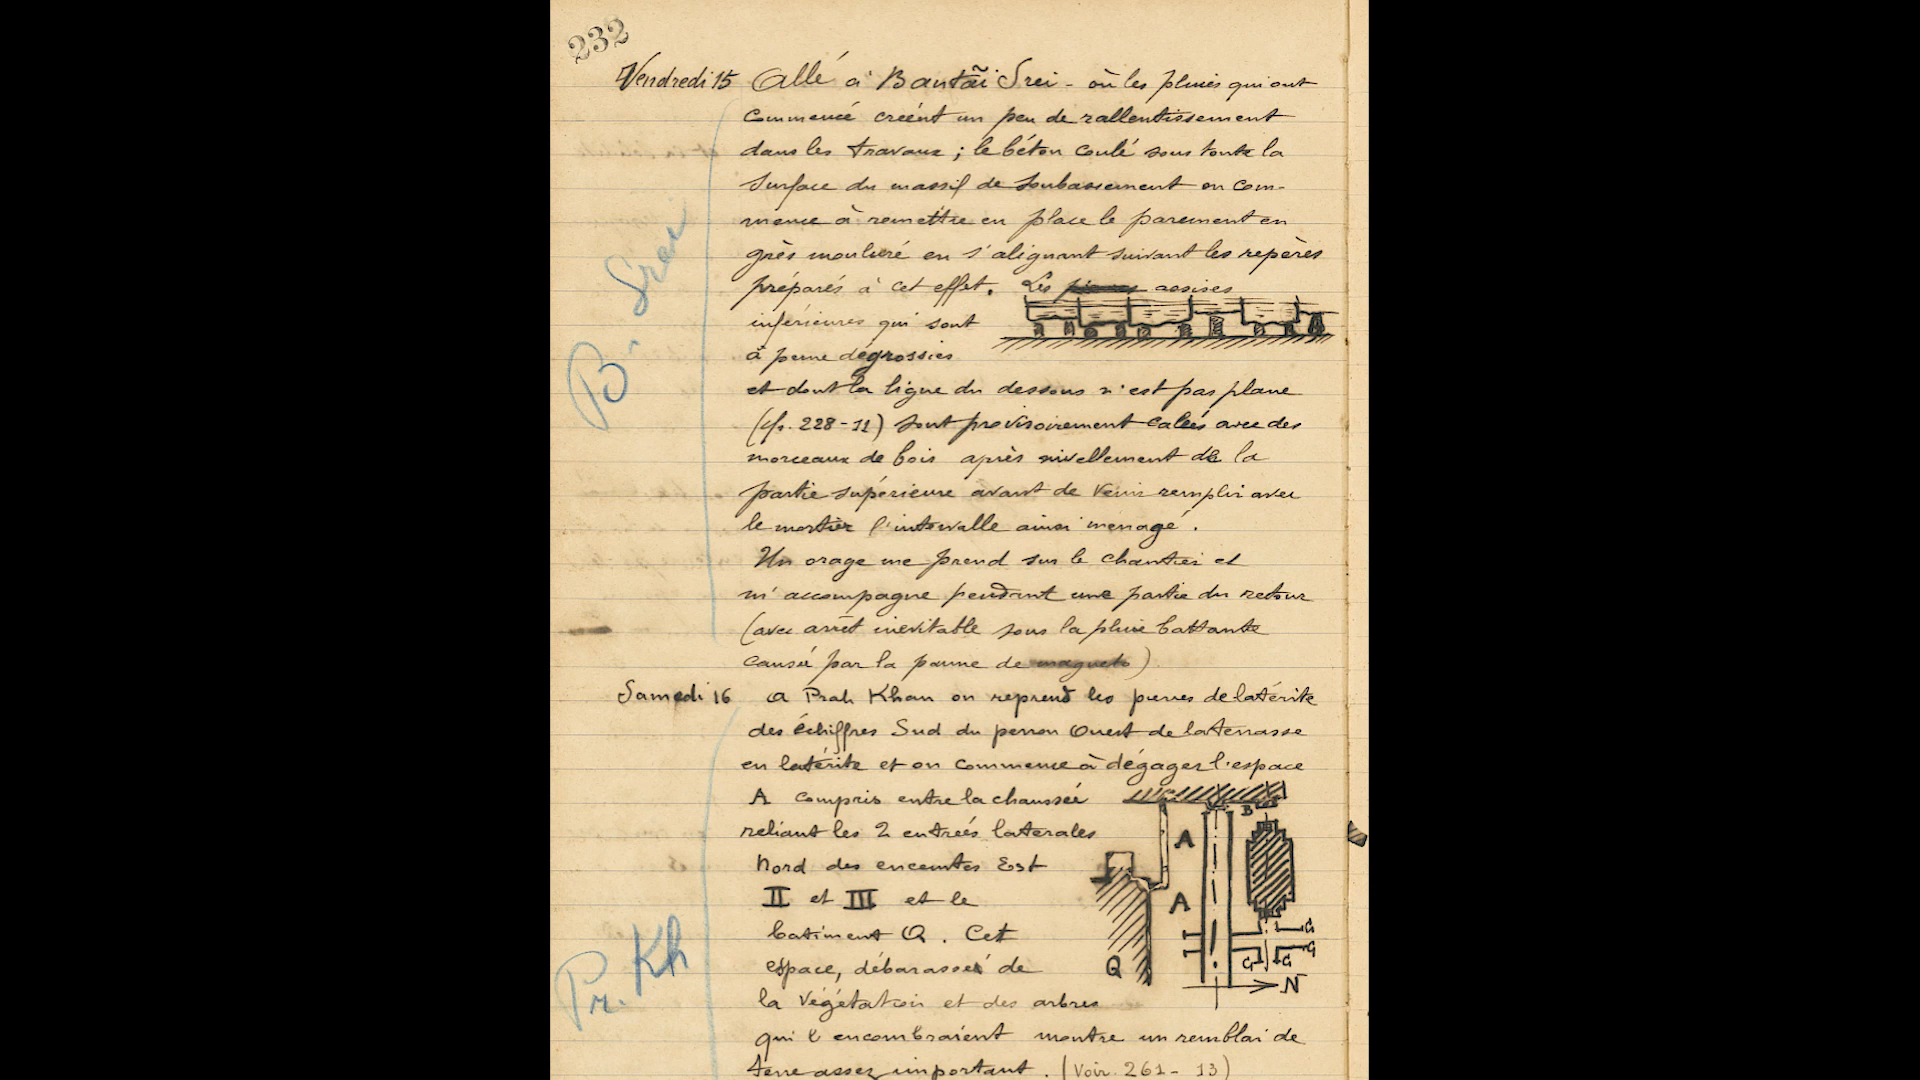 232
Vendredi 15 Allé à Bantãi Srei - où les pluies qui ont
commencé créént un peu de rallentissement
dans les travaux ; le béton coulé sous toute la
surface du massif de soubassement on com-
mence à remettre en place le parement en
grès mouluré en s'alignant suivant les repères
préparés à cet effet. Les assises
inférieures qui sont
à peine dégrossies
et dont la ligne du dessous n'est pas plane
(cf. 228-11) sont provisoirement calées avec des
morceaux de bois après nivellement de la
partie supérieure avant de venir remplir avec
le mortier l'intervalle ainsi ménagé.
Un orage me prend sur le chantier et
m'accompagne pendant une partie du retour
(avec arrêt inévitable sous la pluie battante
causée par la panne de magneto)
B. Srei
Samedi 16 A Prah Khan on reprend les pierres de latérite
des échiffres Sud du perron Ouest de la terrasse
en latérite et on commence à dégager l'espace
A compris entre la chaussée
reliant les 2 entrées laterales
Nord des enceintes Est
II et III et le
batiment Q. Cet
espace, débarassé de
la végétation et des arbres
qui l'encombraient montre un remblai de
terre assez important. (Voir 261-13)
Pr. Kh
B
A
A
Q
G
G
G
G
N